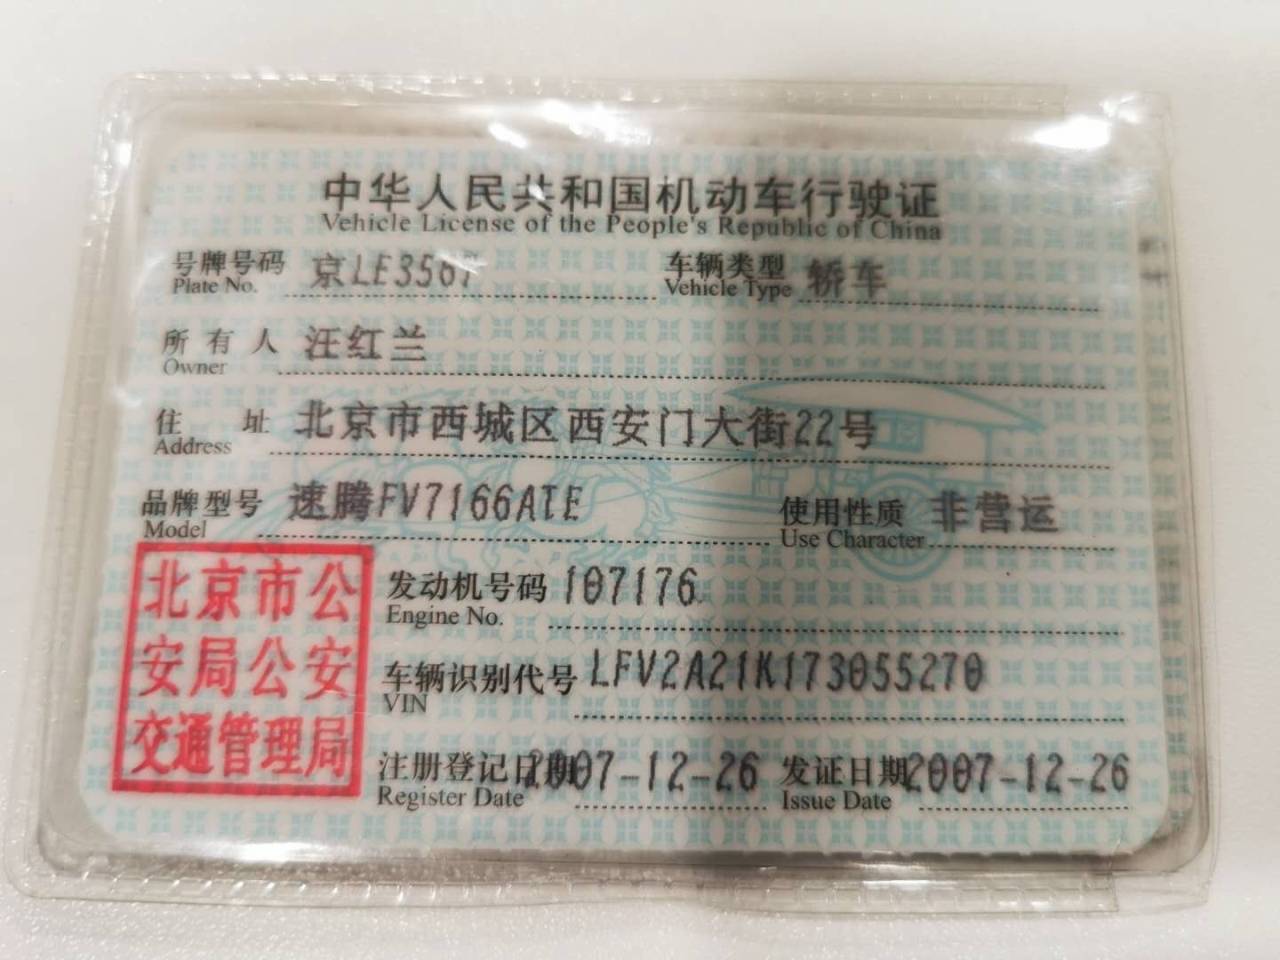 中华人民共和国机动车行驶证
Vehicle License of the People's Republic of China
号牌号码 京LE3567 车辆类型 轿车
Plate No. Vehicle Type
所有人 汪红兰
Owner
住址 北京市西城区西安门大街22号
Address
品牌型号 速腾FV7166ATE 使用性质 非营运
Model Use Character
北京市公
安局公安
交通管理局
发动机号码 107176
Engine No.
车辆识别代号 LFV2A21K173055270
VIN
注册登记日期 2007-12-26 发证日期 2007-12-26
Register Date Issue Date